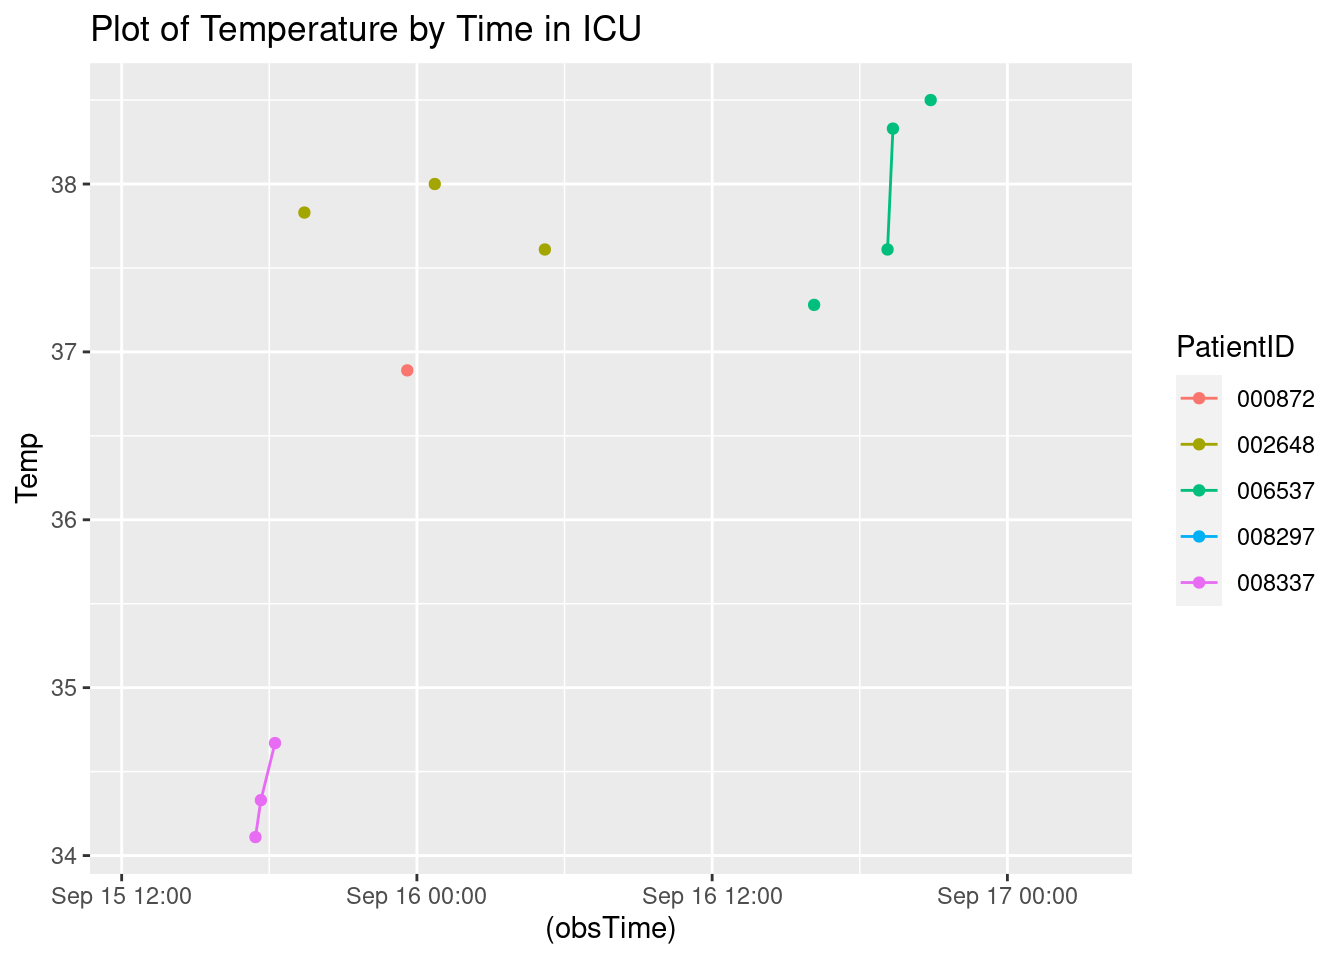 Plot of Temperature by Time in ICU
38
37
36
35
34
Temp
Sep 15 12:00
Sep 16 00:00
Sep 16 12:00
Sep 17 00:00
(obsTime)
PatientID
000872
002648
006537
008297
008337